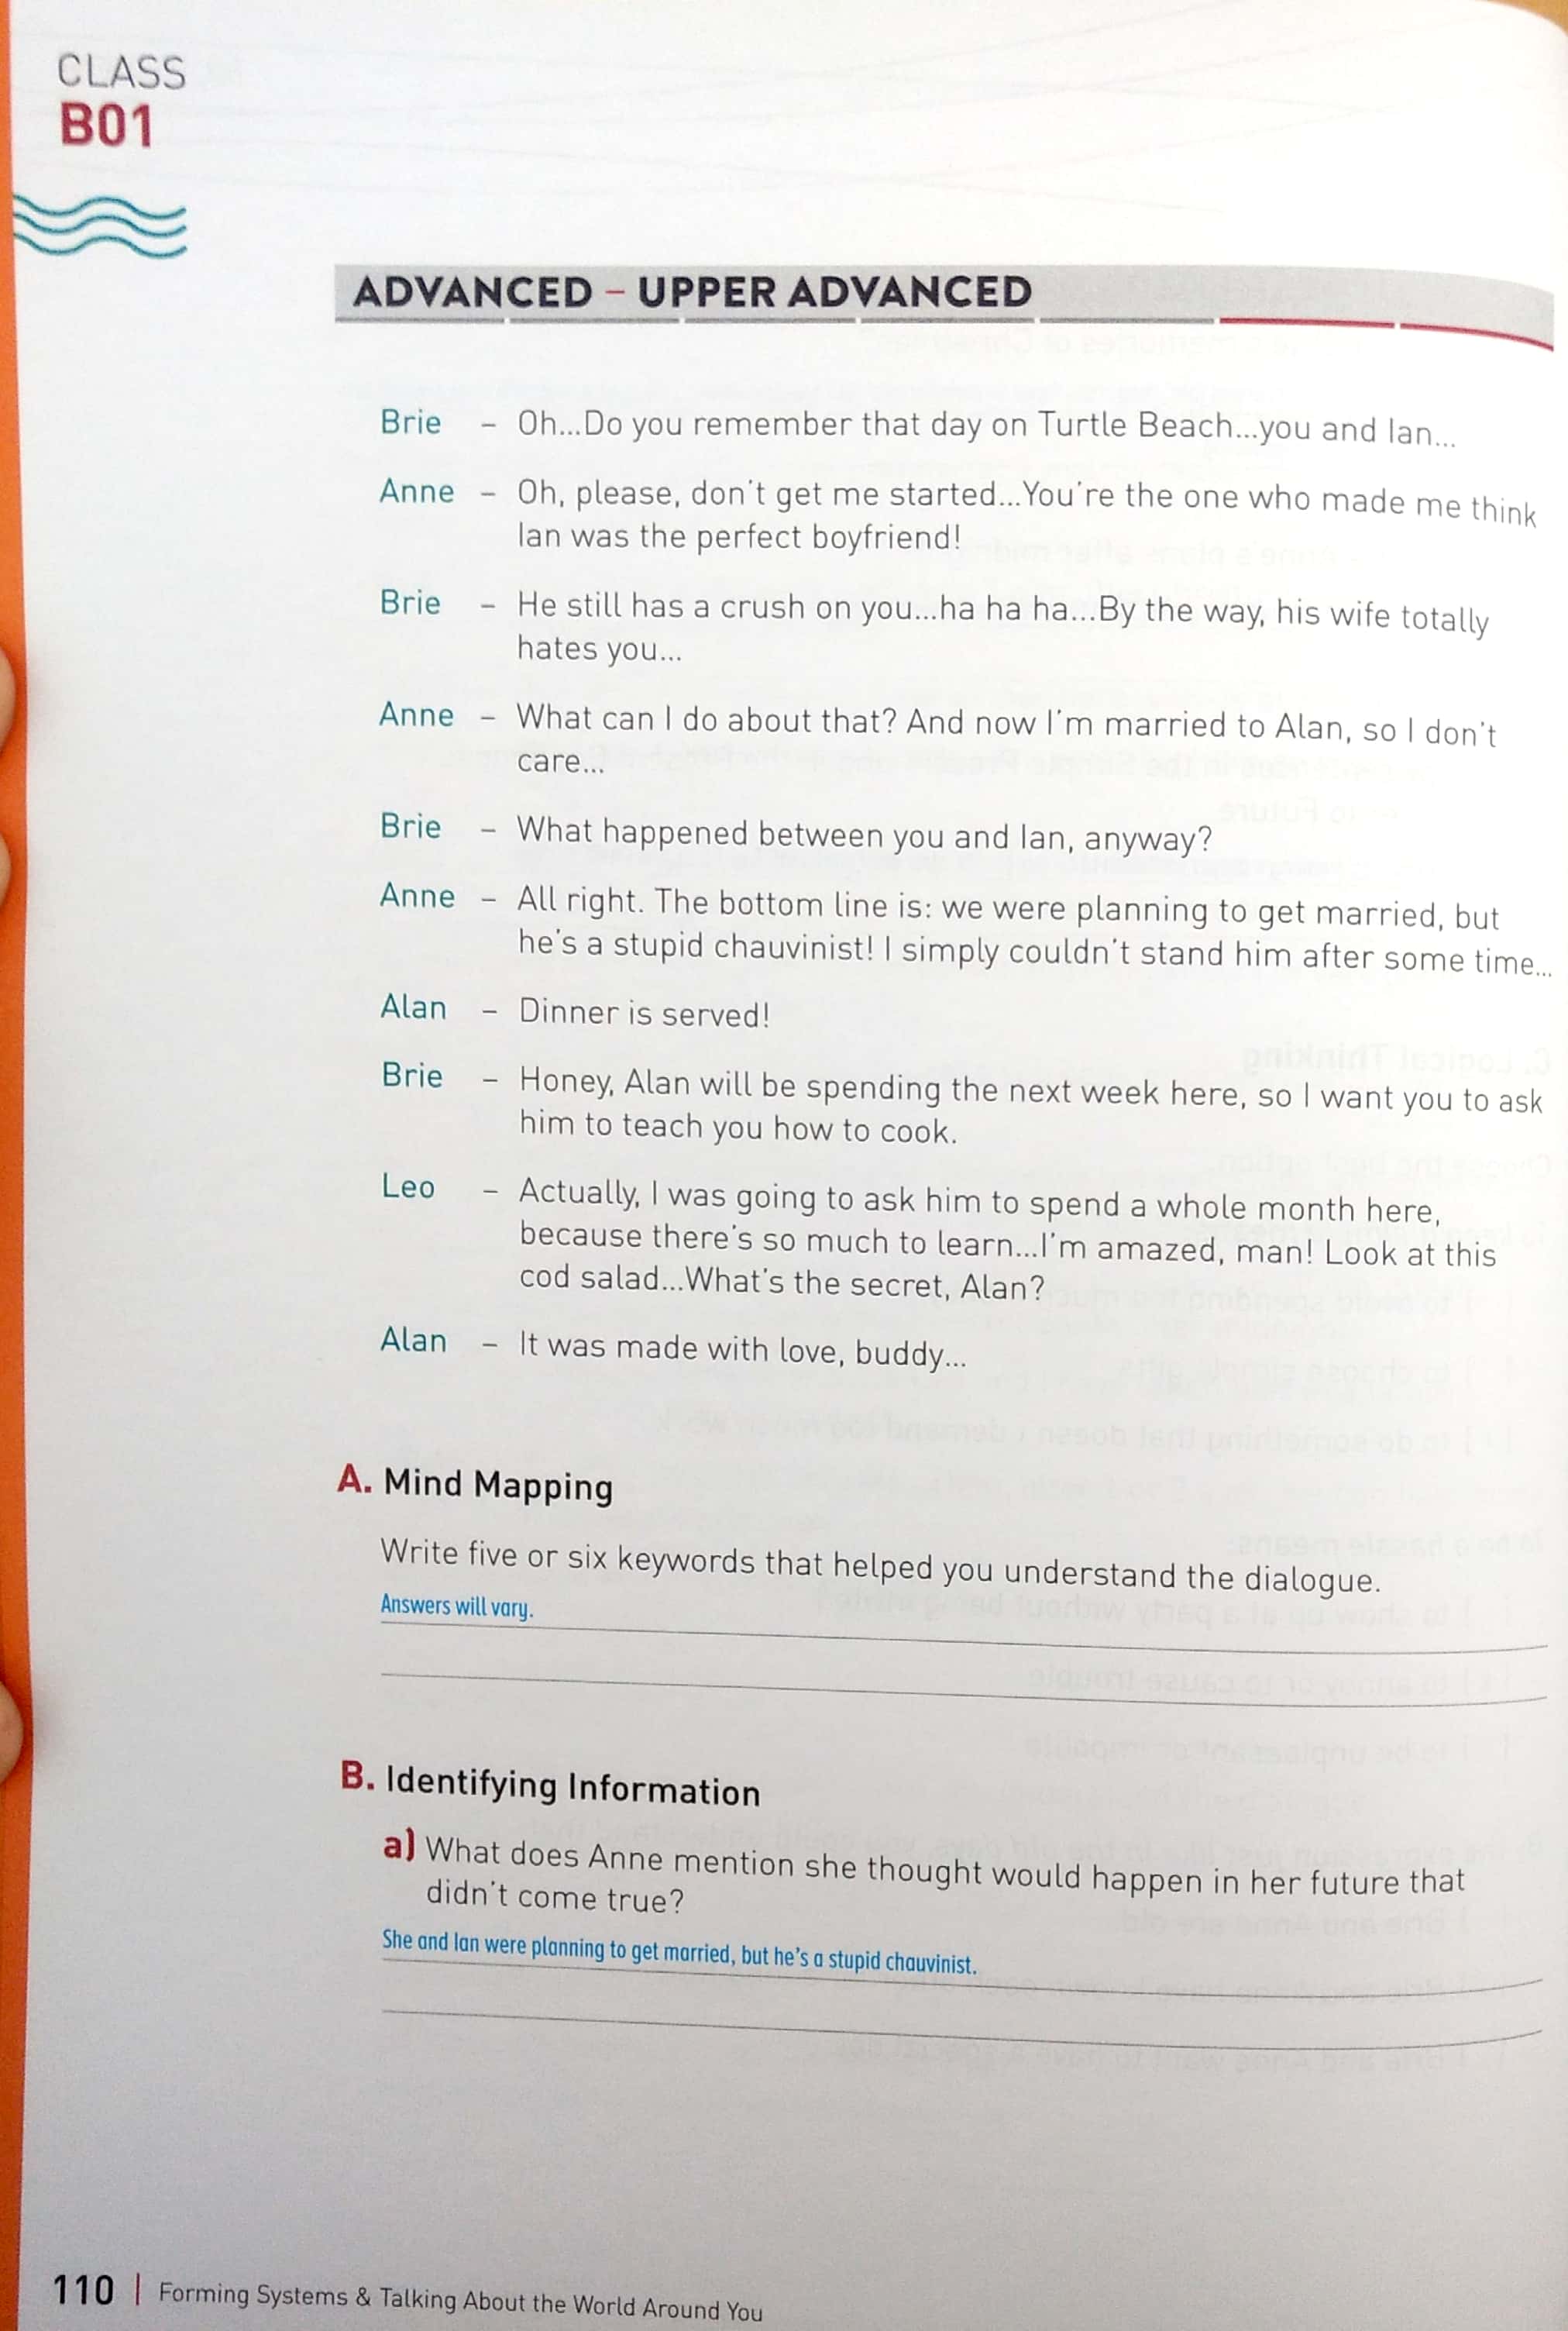 CLASS
B01
ADVANCED – UPPER ADVANCED
Brie – Oh...Do you remember that day on Turtle Beach...you and Ian...
Anne – Oh, please, don't get me started...You're the one who made me think
Ian was the perfect boyfriend!
Brie – He still has a crush on you...ha ha ha...By the way, his wife totally
hates you...
Anne – What can I do about that? And now I'm married to Alan, so I don't
care...
Brie – What happened between you and Ian, anyway?
Anne – All right. The bottom line is: we were planning to get married, but
he's a stupid chauvinist! I simply couldn't stand him after some time...
Alan – Dinner is served!
Brie – Honey, Alan will be spending the next week here, so I want you to ask
him to teach you how to cook.
Leo – Actually, I was going to ask him to spend a whole month here,
because there's so much to learn...I'm amazed, man! Look at this
cod salad...What's the secret, Alan?
Alan – It was made with love, buddy...
A. Mind Mapping
Write five or six keywords that helped you understand the dialogue.
Answers will vary.
B. Identifying Information
a) What does Anne mention she thought would happen in her future that
didn't come true?
She and Ian were planning to get married, but he's a stupid chauvinist.
110 | Forming Systems & Talking About the World Around You